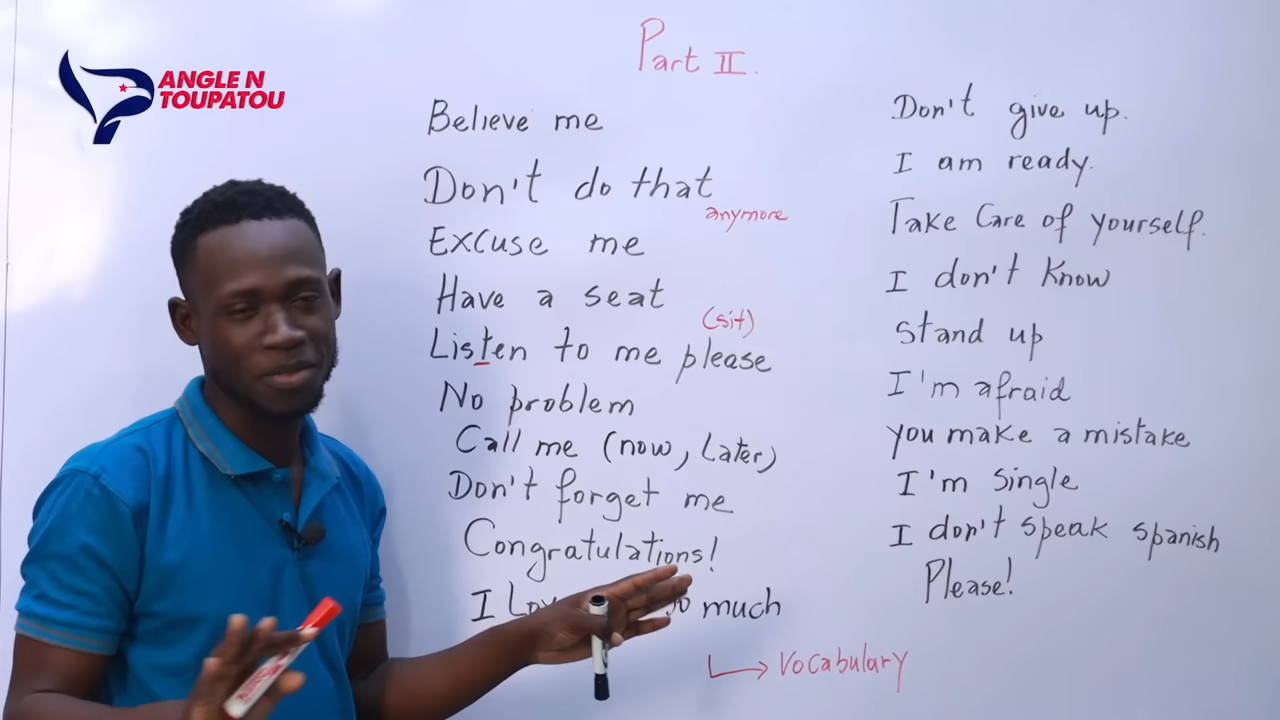 ANGLE N
TOUPATOU
Part II.
Believe me
Don't do that
anymore
Excuse me
Have a seat
(sit)
Listen to me please
No problem
Call me (now, Later)
Don't forget me
Congratulations!
I so much
Vocabulary
Don't give up.
I am ready.
Take Care of yourself.
I don't Know
Stand up
I'm afraid
you make a mistake
I'm Single
I don't speak spanish
Please!